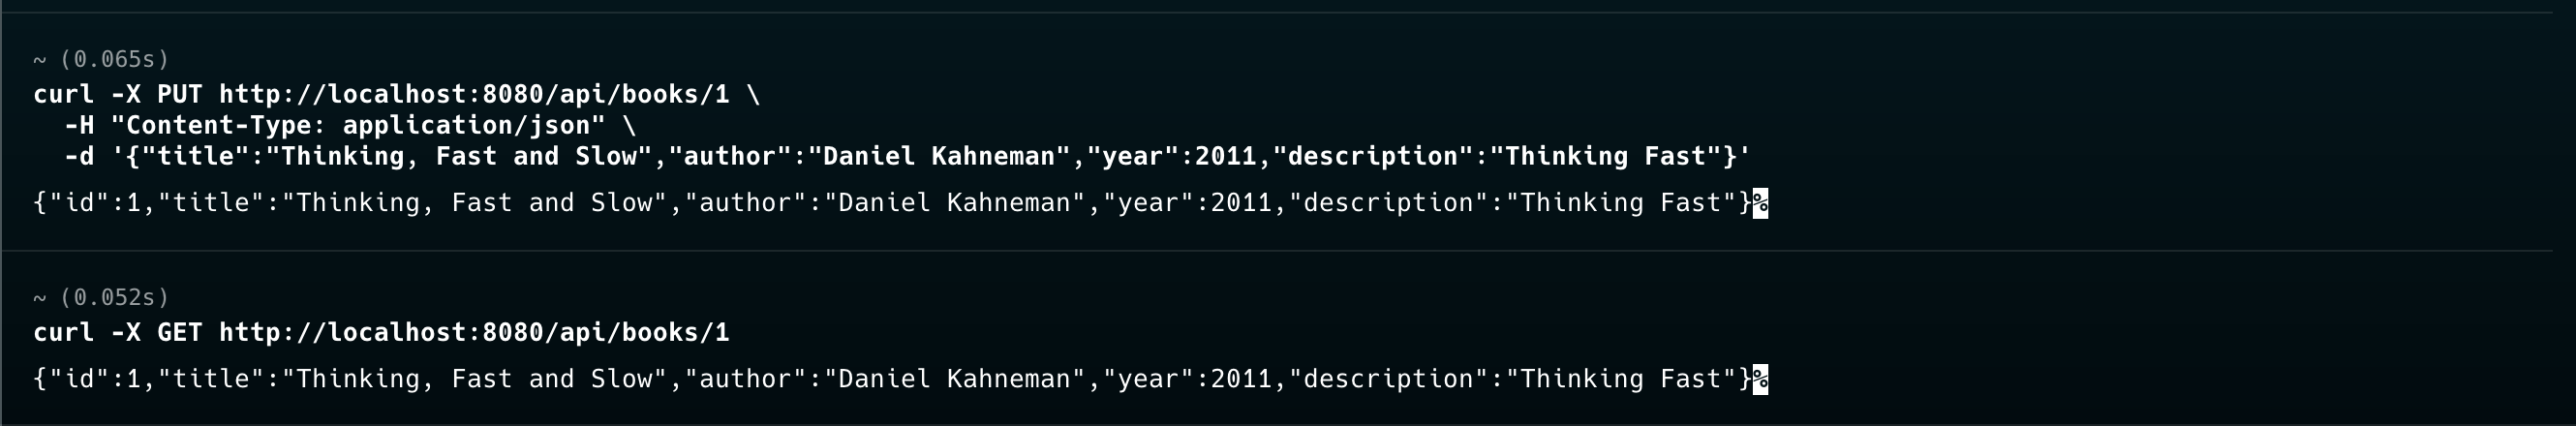 ~ (0.065s)
curl -X PUT http://localhost:8080/api/books/1 \
  -H "Content-Type: application/json" \
  -d '{"title":"Thinking, Fast and Slow","author":"Daniel Kahneman","year":2011,"description":"Thinking Fast"}'
{"id":1,"title":"Thinking, Fast and Slow","author":"Daniel Kahneman","year":2011,"description":"Thinking Fast"}%
~ (0.052s)
curl -X GET http://localhost:8080/api/books/1
{"id":1,"title":"Thinking, Fast and Slow","author":"Daniel Kahneman","year":2011,"description":"Thinking Fast"}%